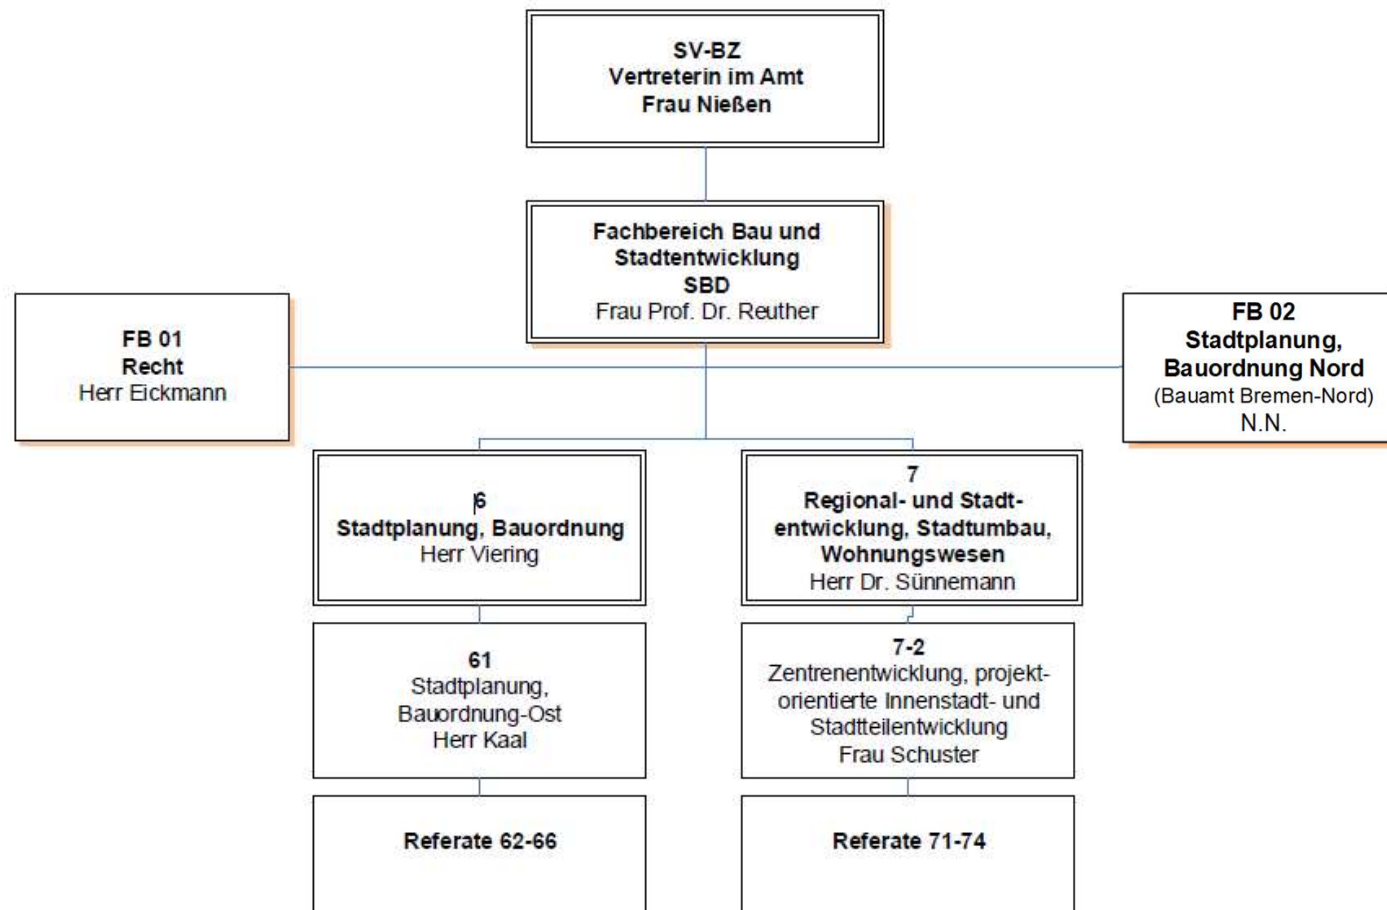 SV-BZ
Vertreterin im Amt
Frau Nießen
Fachbereich Bau und
Stadtentwicklung
SBD
Frau Prof. Dr. Reuther
FB 01
Recht
Herr Eickmann
FB 02
Stadtplanung,
Bauordnung Nord
(Bauamt Bremen-Nord)
N.N.
6
Stadtplanung, Bauordnung
Herr Viering
7
Regional- und Stadt-
entwicklung, Stadtumbau,
Wohnungswesen
Herr Dr. Sünnemann
61
Stadtplanung,
Bauordnung-Ost
Herr Kaal
7-2
Zentrenentwicklung, projekt-
orientierte Innenstadt- und
Stadtteilentwicklung
Frau Schuster
Referate 62-66
Referate 71-74